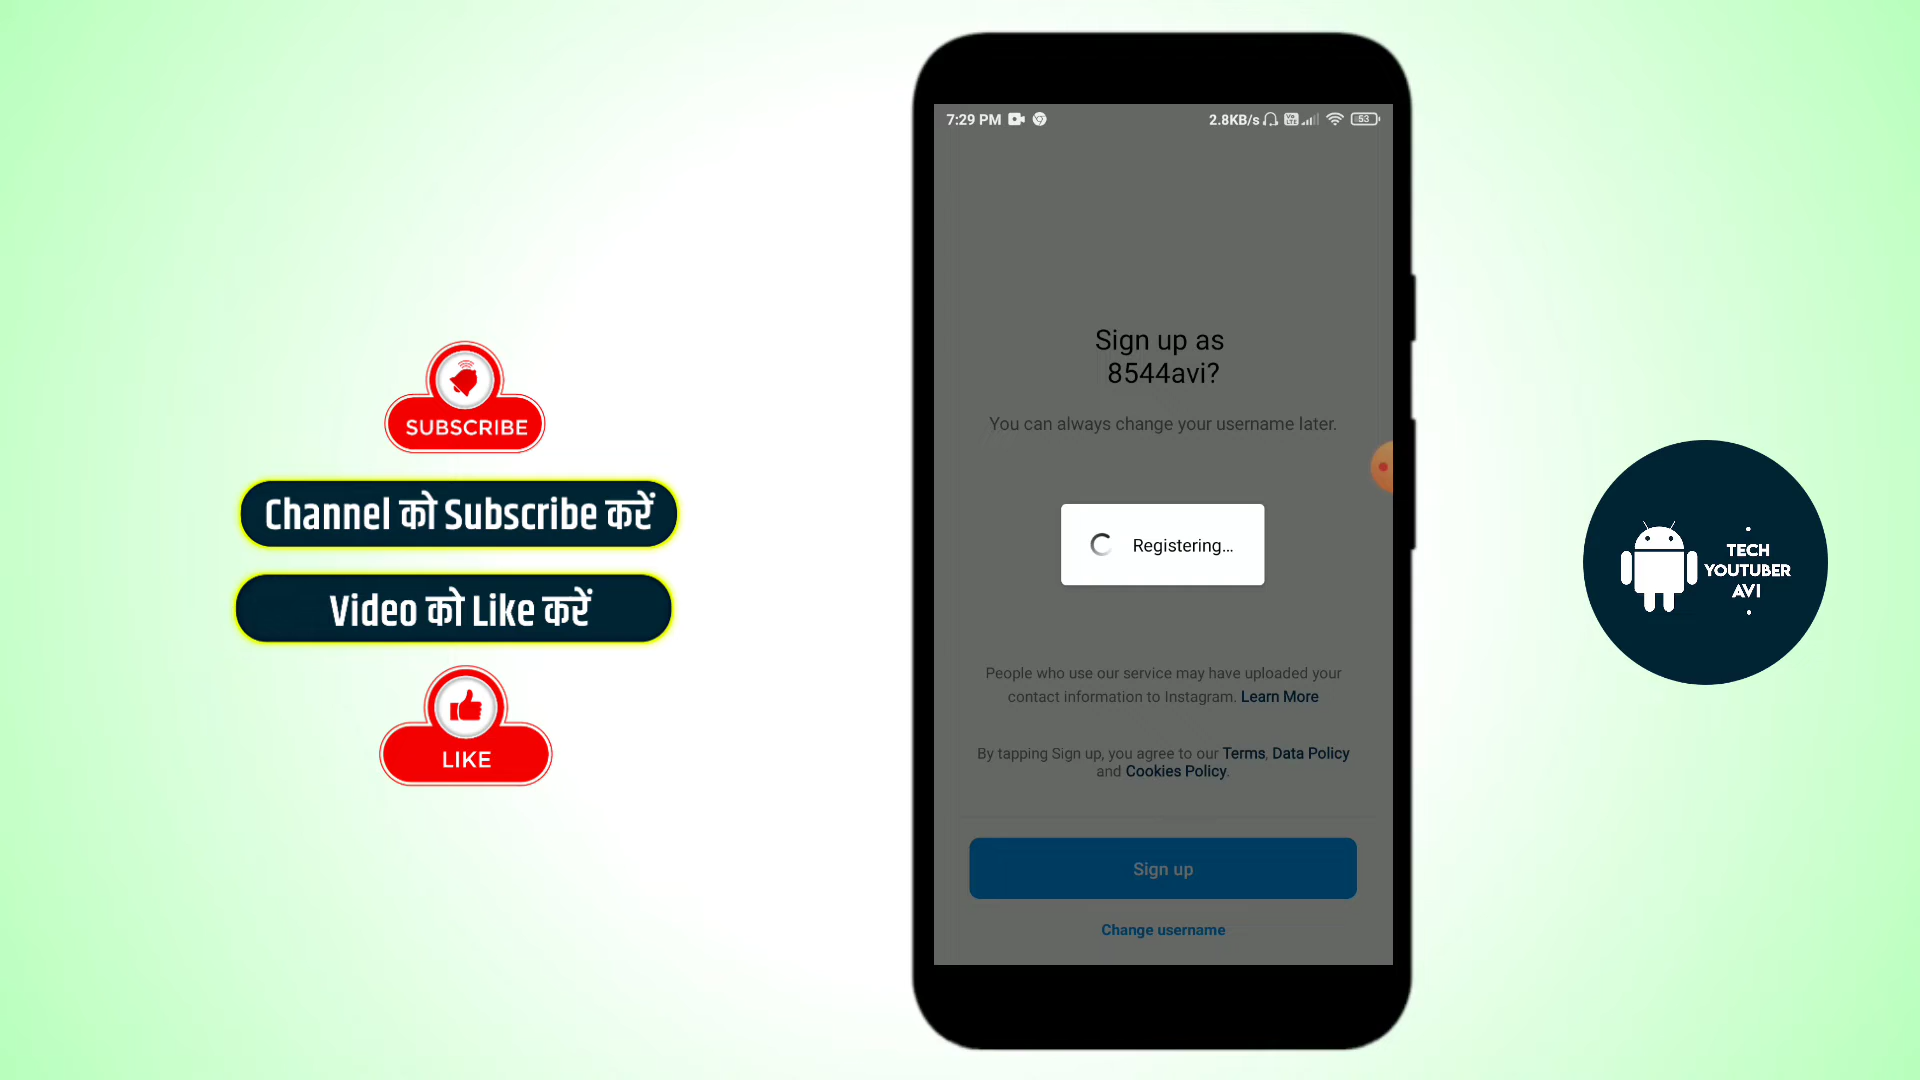 SUBSCRIBE
Channel को Subscribe करें
Video को Like करें
LIKE
7:29 PM
2.8KB/s
53
Sign up as
8544avi?
You can always change your username later.
Registering...
People who use our service may have uploaded your
contact information to Instagram. Learn More
By tapping Sign up, you agree to our Terms, Data Policy
and Cookies Policy.
Sign up
Change username
TECH
YOUTUBER
AVI